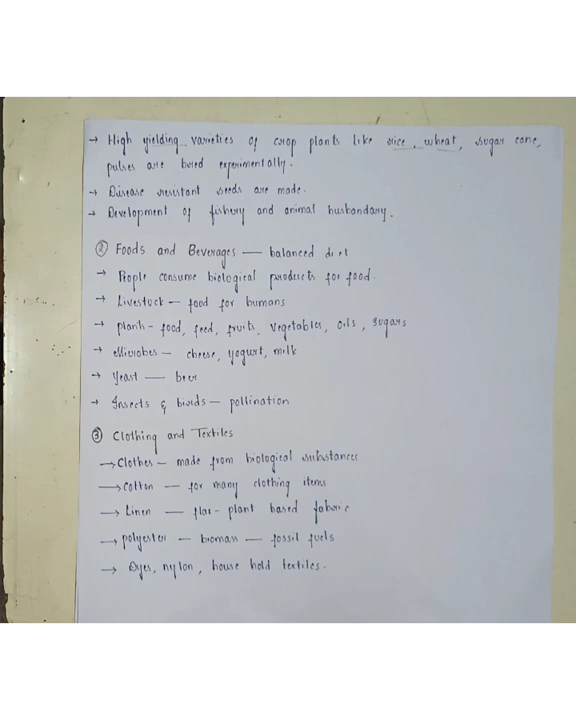 → High yielding varieties of crop plants like rice, wheat, sugar cane,
pulses are bred experimentally.
→ Disease resistant seeds are made.
→ Development of fishery and animal husbandary.
② Foods and Beverages — balanced diet
→ People consume biological products for food.
→ Livestock — food for humans
→ plants - food, feed, fruits, vegetables, oils, sugars
→ Microbes — cheese, yogurt, milk
→ Yeast — beer
→ Insects & birds — pollination
③ Clothing and Textiles
→ Clothes — made from biological substances
→ Cotton — for many clothing items
→ Linen — flax - plant based fabric
→ polyester — biomass — fossil fuels
→ Dyes, nylon, house hold textiles.